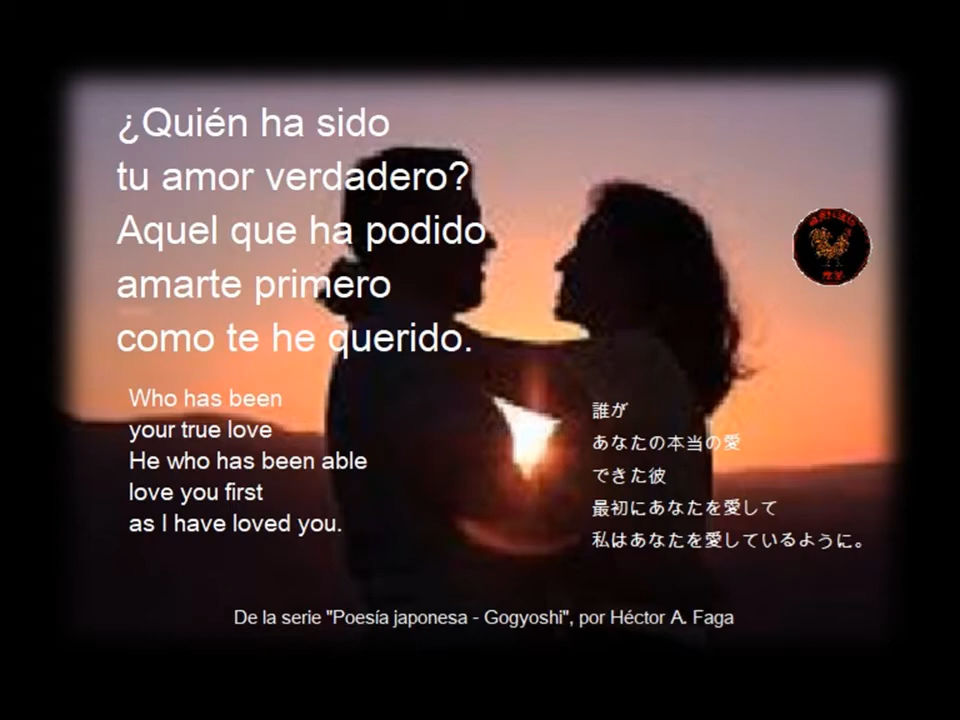 ¿Quién ha sido
tu amor verdadero?
Aquel que ha podido
amarte primero
como te he querido.
Who has been
your true love
He who has been able
love you first
as I have loved you.
誰が
あなたの本当の愛
できた彼
最初にあなたを愛して
私はあなたを愛しているように。
De la serie "Poesía japonesa - Gogyoshi", por Héctor A. Faga